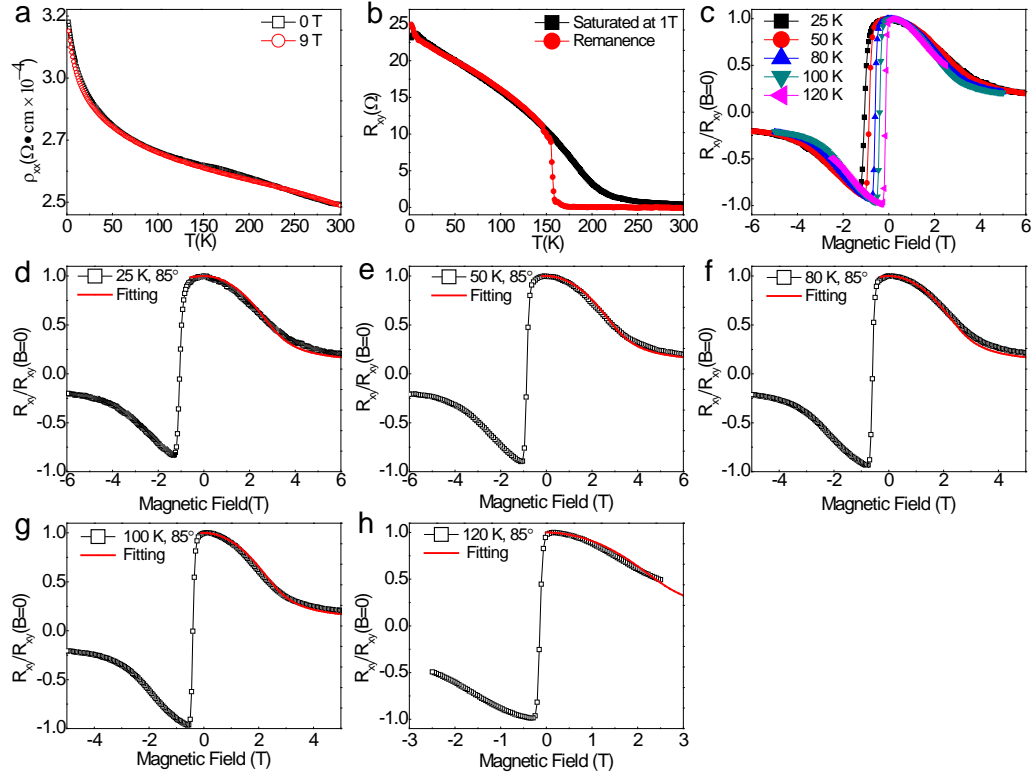 a
3.2
3.0
2.7
2.5
ρxx(Ω•cm×10⁻⁴)
0 T
9 T
0 50 100 150 200 250 300
T(K)
b
25
20
15
10
5
0
Rxy(Ω)
Saturated at 1T
Remanence
0 50 100 150 200 250 300
T(K)
c
1.0
0.5
0.0
-0.5
-1.0
Rxy/Rxy(B=0)
25 K
50 K
80 K
100 K
120 K
-6 -4 -2 0 2 4 6
Magnetic Field (T)
d
1.0
0.5
0.0
-0.5
-1.0
Rxy/Rxy(B=0)
25 K, 85°
Fitting
-6 -4 -2 0 2 4 6
Magnetic Field(T)
e
1.0
0.5
0.0
-0.5
-1.0
Rxy/Rxy(B=0)
50 K, 85°
Fitting
-6 -4 -2 0 2 4 6
Magnetic Field (T)
f
1.0
0.5
0.0
-0.5
-1.0
Rxy/Rxy(B=0)
80 K, 85°
Fitting
-4 -2 0 2 4
Magnetic Field (T)
g
1.0
0.5
0.0
-0.5
-1.0
Rxy/Rxy(B=0)
100 K, 85°
Fitting
-4 -2 0 2 4
Magnetic Field (T)
h
1.0
0.5
0.0
-0.5
-1.0
Rxy/Rxy(B=0)
120 K, 85°
Fitting
-3 -2 -1 0 1 2 3
Magnetic Field (T)